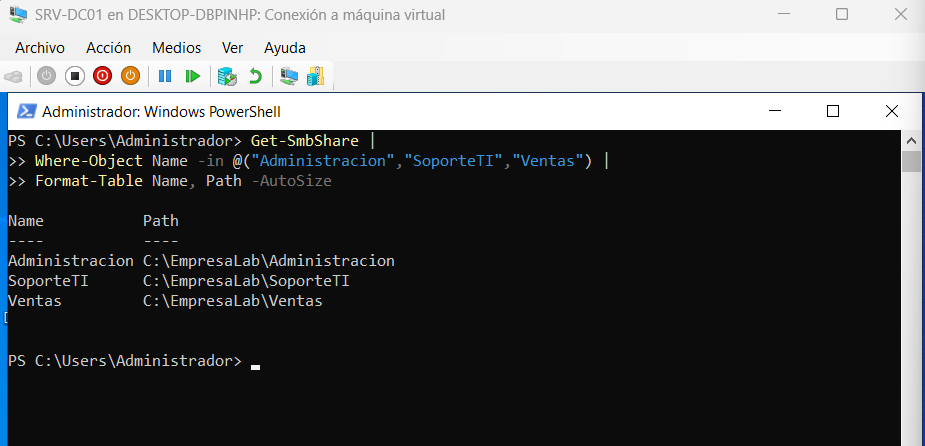 SRV-DC01 en DESKTOP-DBPINHP: Conexión a máquina virtual
Archivo Acción Medios Ver Ayuda
Administrador: Windows PowerShell
PS C:\Users\Administrador> Get-SmbShare |
>> Where-Object Name -in @("Administracion","SoporteTI","Ventas") |
>> Format-Table Name, Path -AutoSize
Name Path
---- ----
Administracion C:\EmpresaLab\Administracion
SoporteTI C:\EmpresaLab\SoporteTI
Ventas C:\EmpresaLab\Ventas
PS C:\Users\Administrador>